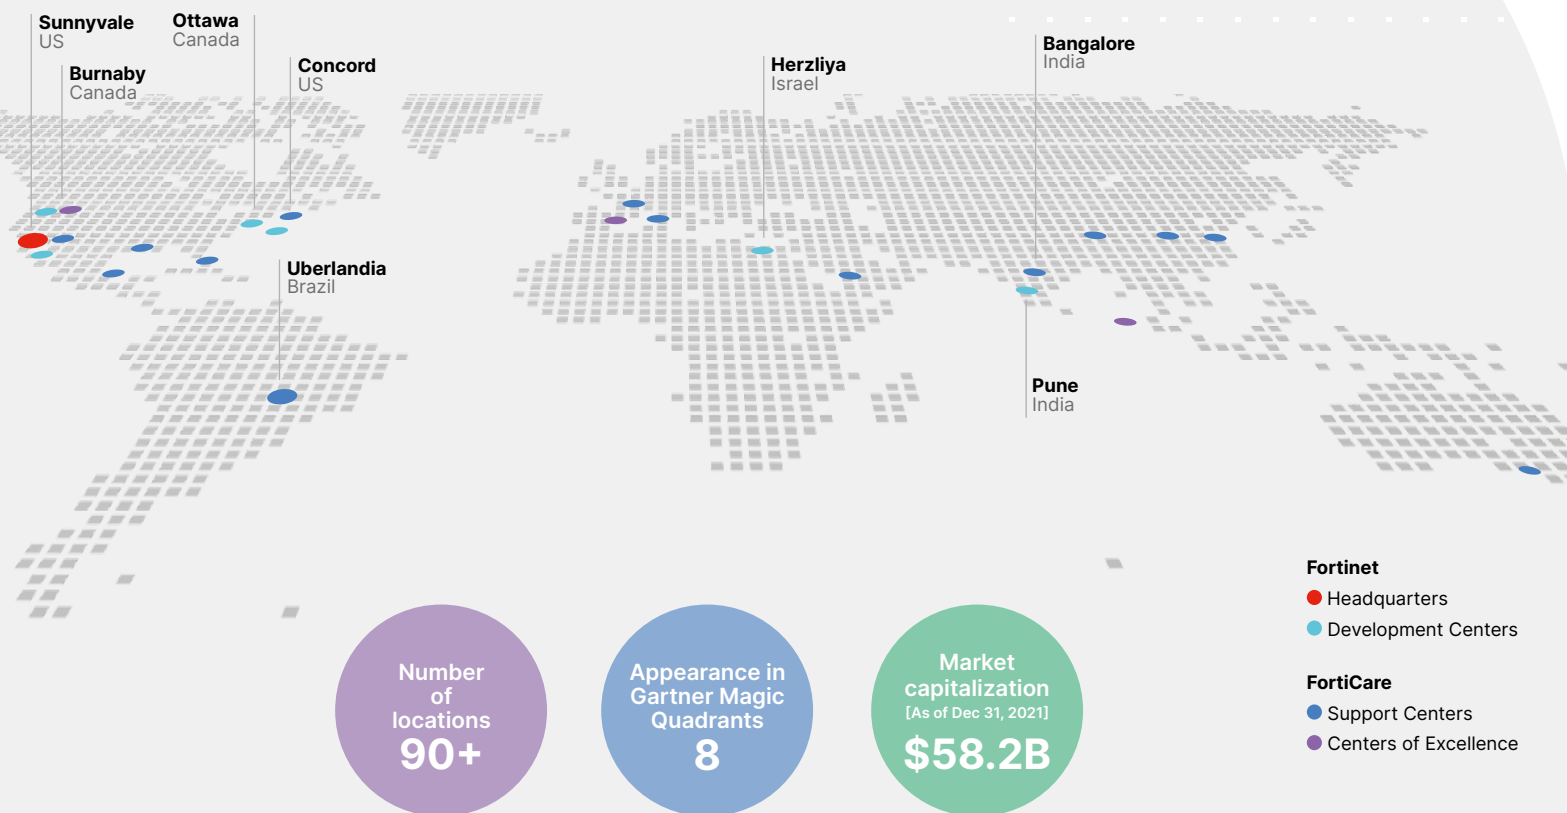 Sunnyvale
US
Burnaby
Canada
Ottawa
Canada
Concord
US
Herzliya
Israel
Bangalore
India
Uberlandia
Brazil
Pune
India
Number
of
locations
90+
Appearance in
Gartner Magic
Quadrants
8
Market
capitalization
[As of Dec 31, 2021]
$58.2B
Fortinet
Headquarters
Development Centers
FortiCare
Support Centers
Centers of Excellence